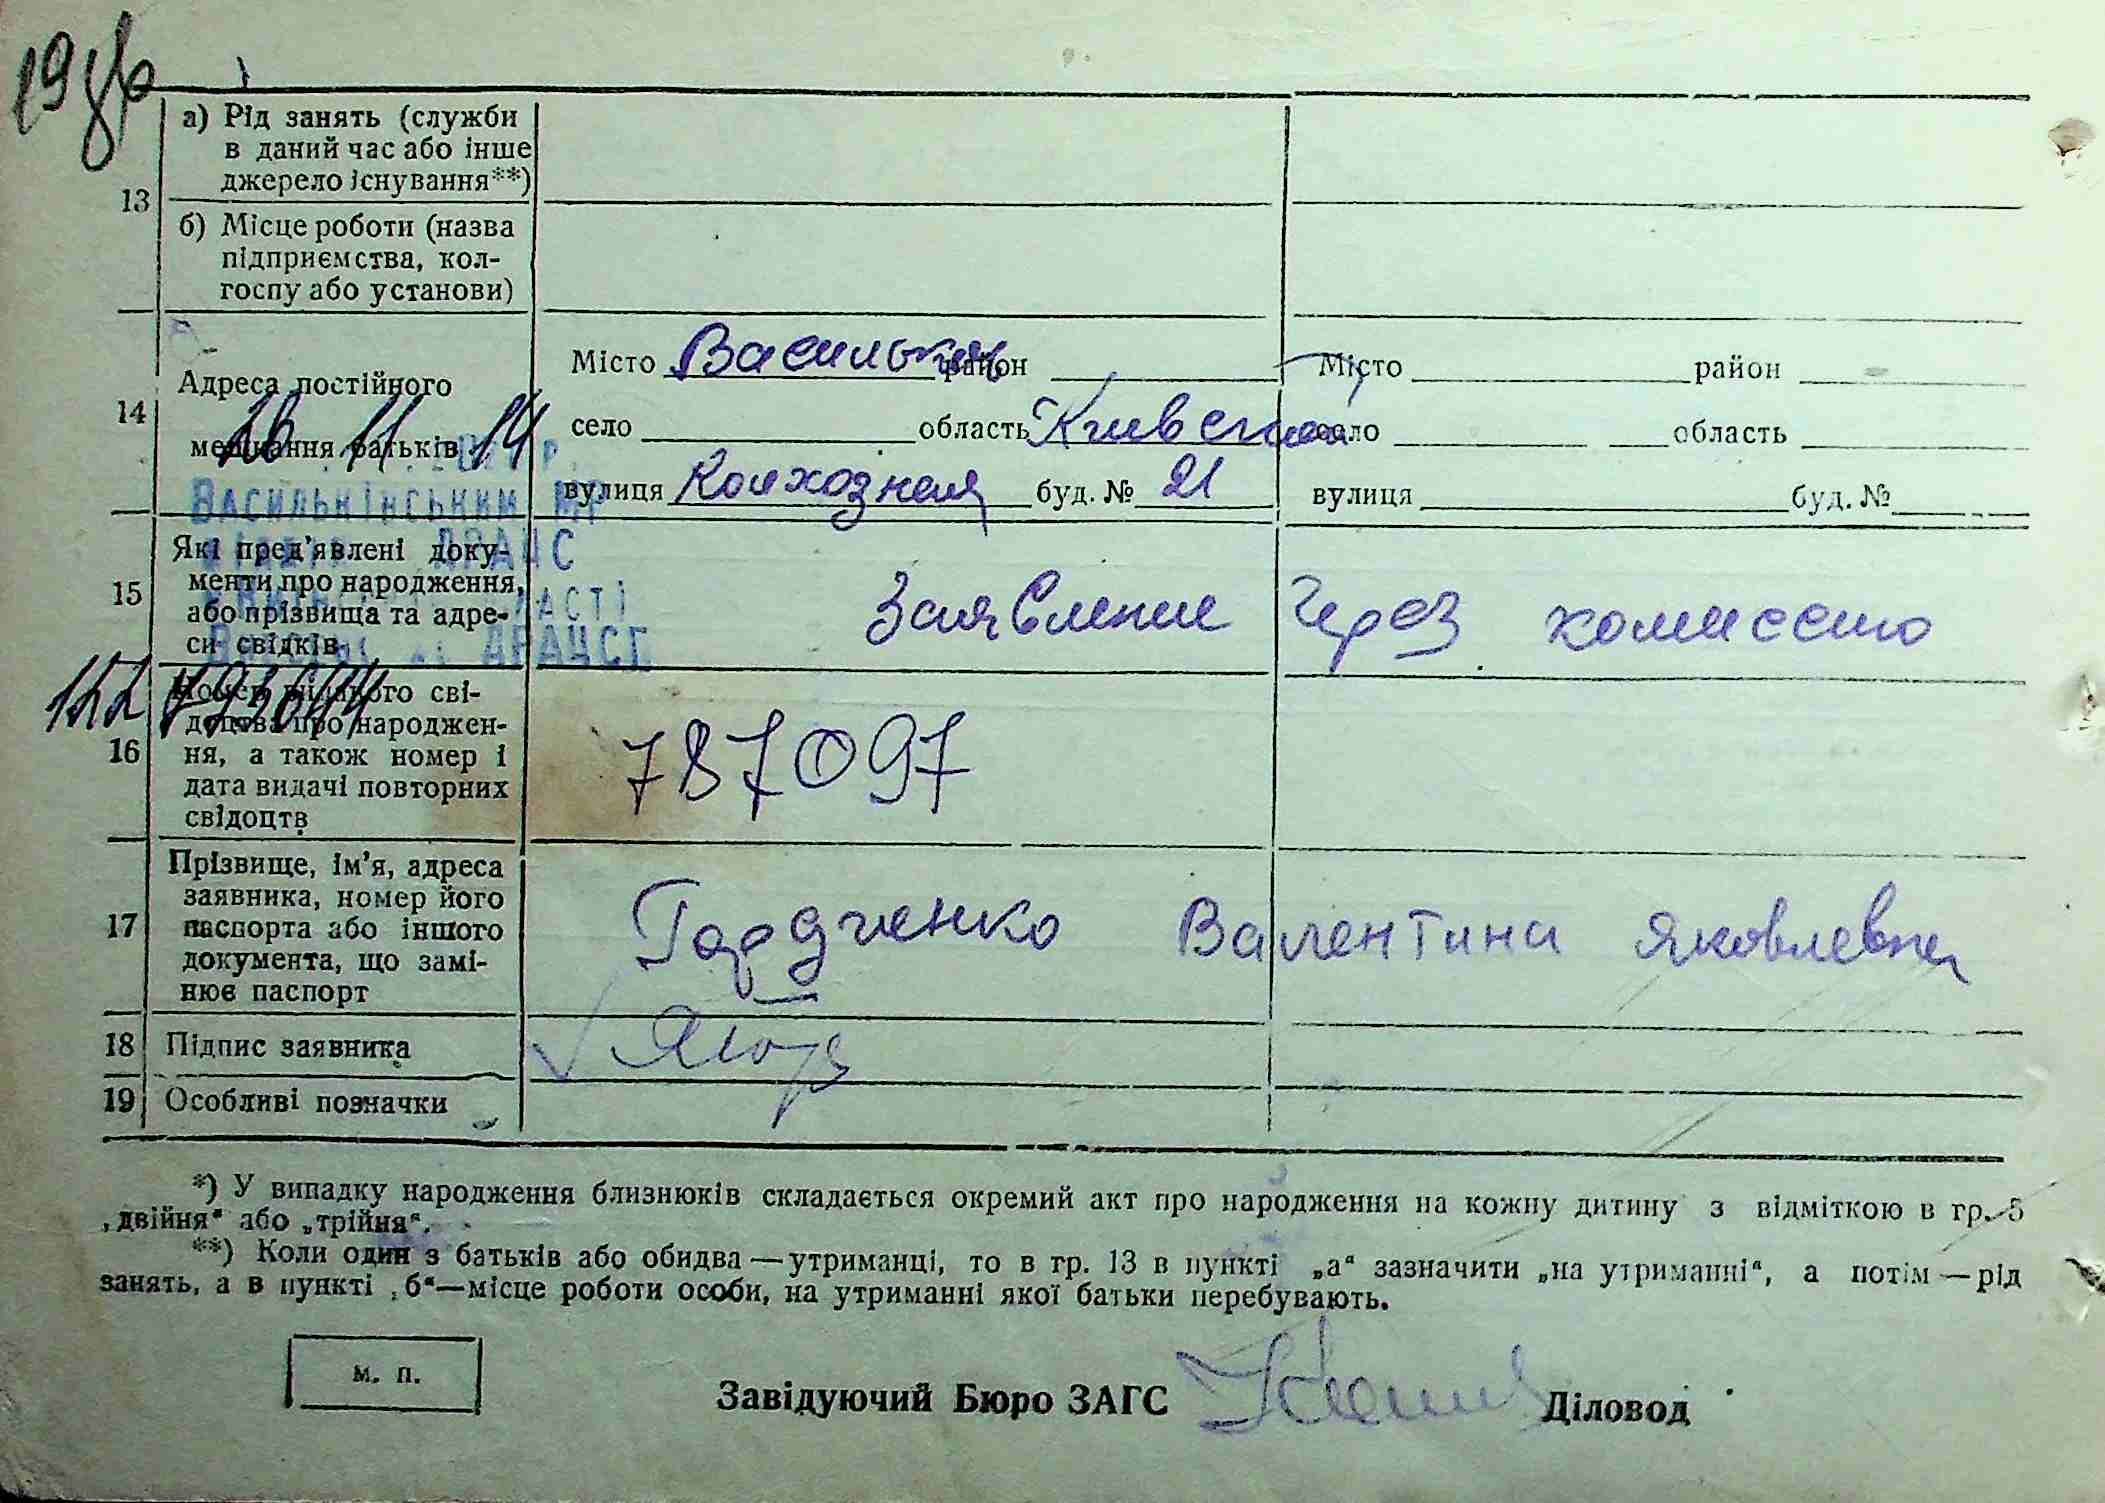 а) Рід занять (служби
в даний час або інше
джерело існування**)
13
б) Місце роботи (назва
підприємства, кол-
госпу або установи)
Місто Васильков район Місто район
Адреса постійного
14
село область Киевская село область
мешкання батьків 26 11 14
вулиця Колхозная буд. № 21 вулиця буд. №
Васильківським МР
ДРАЦС
Які пред'явлені доку-
менти про народження,
15 або прізвища та адре-
си свідків
Заявление через комиссию
Номер виданого сві-
доцтва про народжен-
16 ня, а також номер і
дата видачі повторних
свідоцтв
787097
Прізвище, ім'я, адреса
заявника, номер його
17 паспорта або іншого
документа, що замі-
нює паспорт
Гордченко Валентина Яковлевна
18 Підпис заявника
19 Особливі позначки
*) У випадку народження близнюків складається окремий акт про народження на кожну дитину з відміткою в гр. 5
„двійня“ або „трійня“.
**) Коли один з батьків або обидва—утриманці, то в гр. 13 в пункті „а“ зазначити „на утриманні“, а потім—рід
занять, а в пункті „б“—місце роботи особи, на утриманні якої батьки перебувають.
м. п.
Завідуючий Бюро ЗАГС Діловод